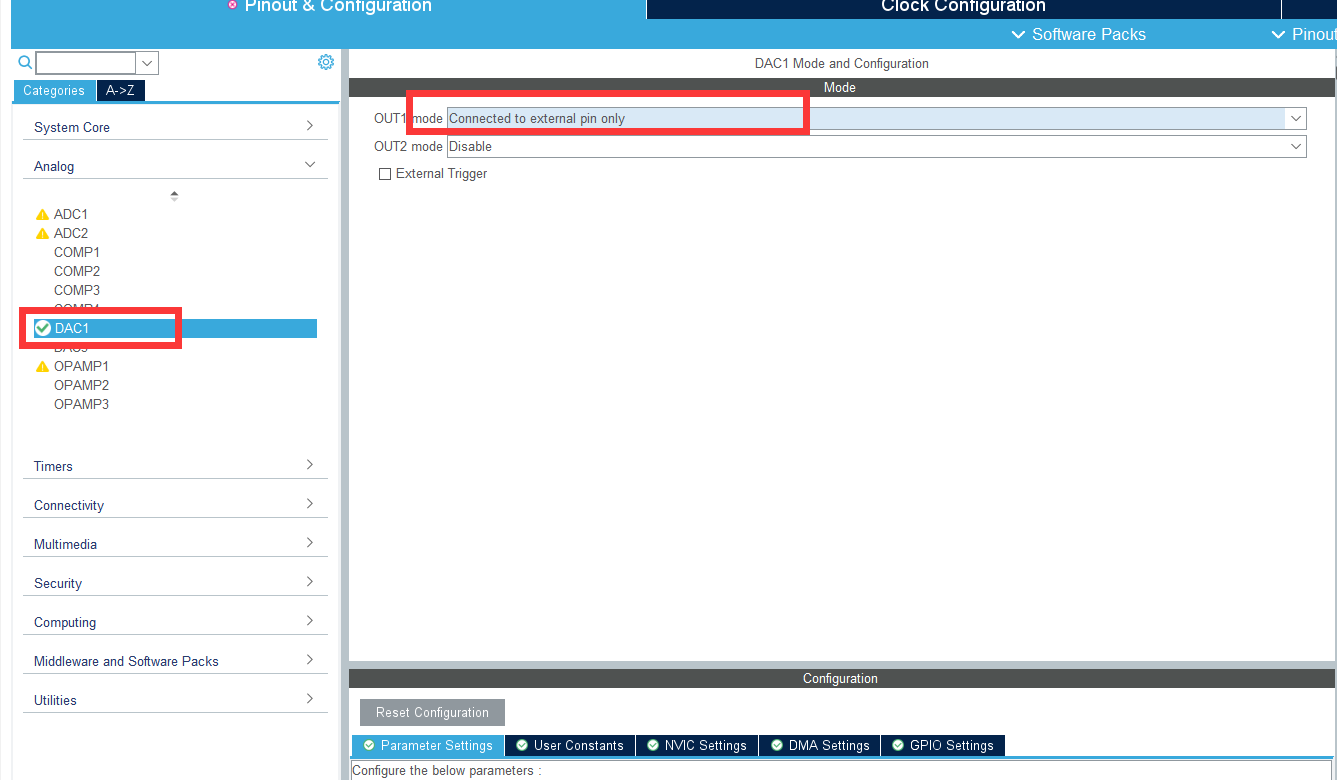 Pinout & Configuration
Clock Configuration
Software Packs
Pinout
Categories
A->Z
System Core
Analog
ADC1
ADC2
COMP1
COMP2
COMP3
DAC1
OPAMP1
OPAMP2
OPAMP3
Timers
Connectivity
Multimedia
Security
Computing
Middleware and Software Packs
Utilities
DAC1 Mode and Configuration
Mode
OUT1 mode Connected to external pin only
OUT2 mode Disable
External Trigger
Configuration
Reset Configuration
Parameter Settings
User Constants
NVIC Settings
DMA Settings
GPIO Settings
Configure the below parameters :